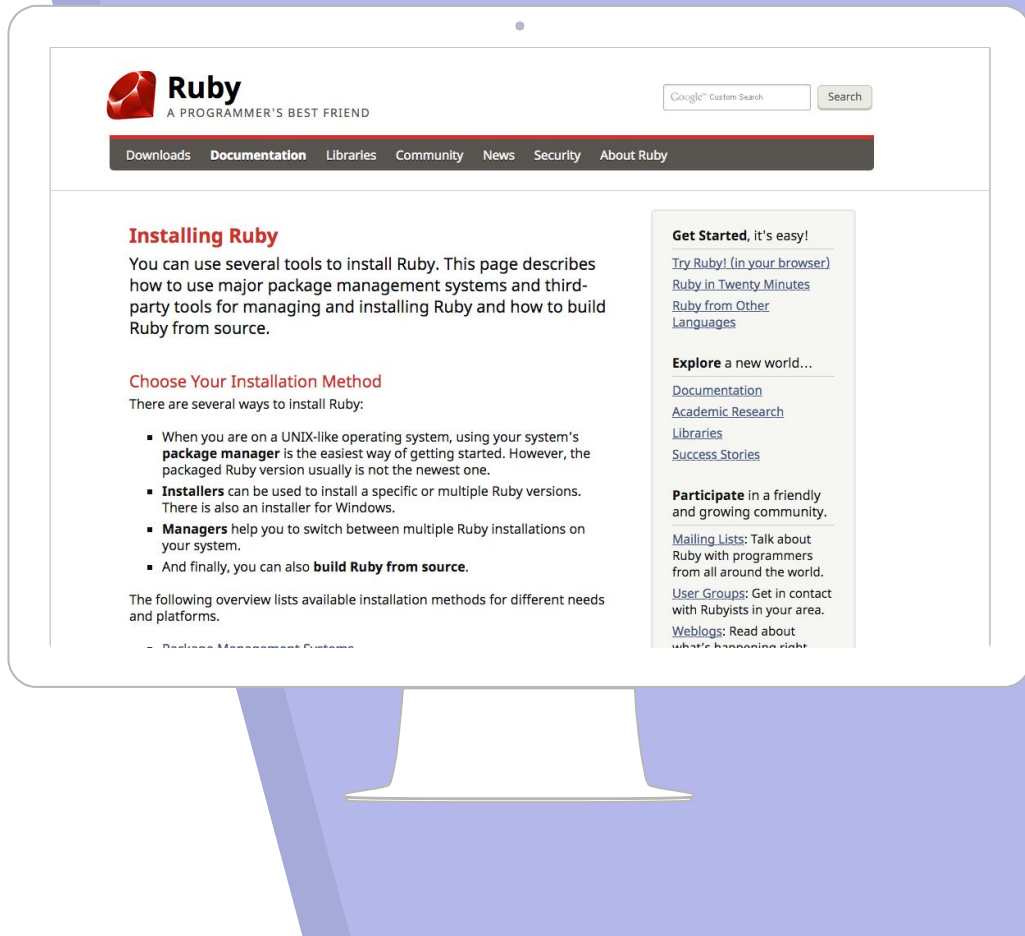 Ruby
A PROGRAMMER'S BEST FRIEND
Google™ Custom Search
Search
Downloads Documentation Libraries Community News Security About Ruby
Installing Ruby
You can use several tools to install Ruby. This page describes
how to use major package management systems and third-
party tools for managing and installing Ruby and how to build
Ruby from source.
Choose Your Installation Method
There are several ways to install Ruby:
▪ When you are on a UNIX-like operating system, using your system's
package manager is the easiest way of getting started. However, the
packaged Ruby version usually is not the newest one.
▪ Installers can be used to install a specific or multiple Ruby versions.
There is also an installer for Windows.
▪ Managers help you to switch between multiple Ruby installations on
your system.
▪ And finally, you can also build Ruby from source.
The following overview lists available installation methods for different needs
and platforms.
▪ Package Management Systems
Get Started, it's easy!
Try Ruby! (in your browser)
Ruby in Twenty Minutes
Ruby from Other
Languages
Explore a new world…
Documentation
Academic Research
Libraries
Success Stories
Participate in a friendly
and growing community.
Mailing Lists: Talk about
Ruby with programmers
from all around the world.
User Groups: Get in contact
with Rubyists in your area.
Weblogs: Read about
what's happening right